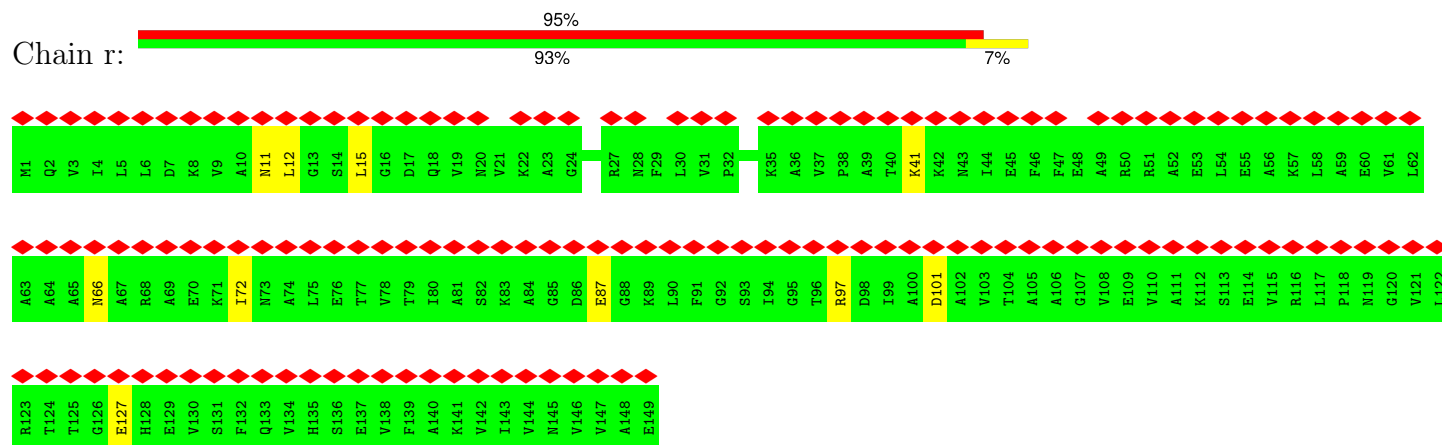 95%
Chain r:
93% 7%
M1 Q2 V3 I4 L5 L6 D7 K8 V9 A10 N11 L12 G13 S14 L15 G16 D17 Q18 V19 N20 V21 K22 A23 G24 R27 N28 F29 L30 V31 P32 K35 A36 V37 P38 A39 T40 K41 K42 N43 I44 E45 F46 F47 E48 A49 R50 R51 A52 E53 L54 E55 A56 K57 L58 A59 E60 V61 L62
A63 A64 A65 N66 A67 R68 A69 E70 K71 I72 N73 A74 L75 E76 T77 V78 T79 I80 A81 S82 K83 A84 G85 D86 E87 G88 K89 L90 F91 G92 S93 I94 G95 T96 R97 D98 I99 A100 D101 A102 V103 T104 A105 A106 G107 V108 E109 V110 A111 K112 S113 E114 V115 R116 L117 P118 N119 G120 V121 L122
R123 T124 T125 G126 E127 H128 E129 V130 S131 F132 Q133 V134 H135 S136 E137 V138 F139 A140 K141 V142 I143 V144 N145 V146 V147 A148 E149